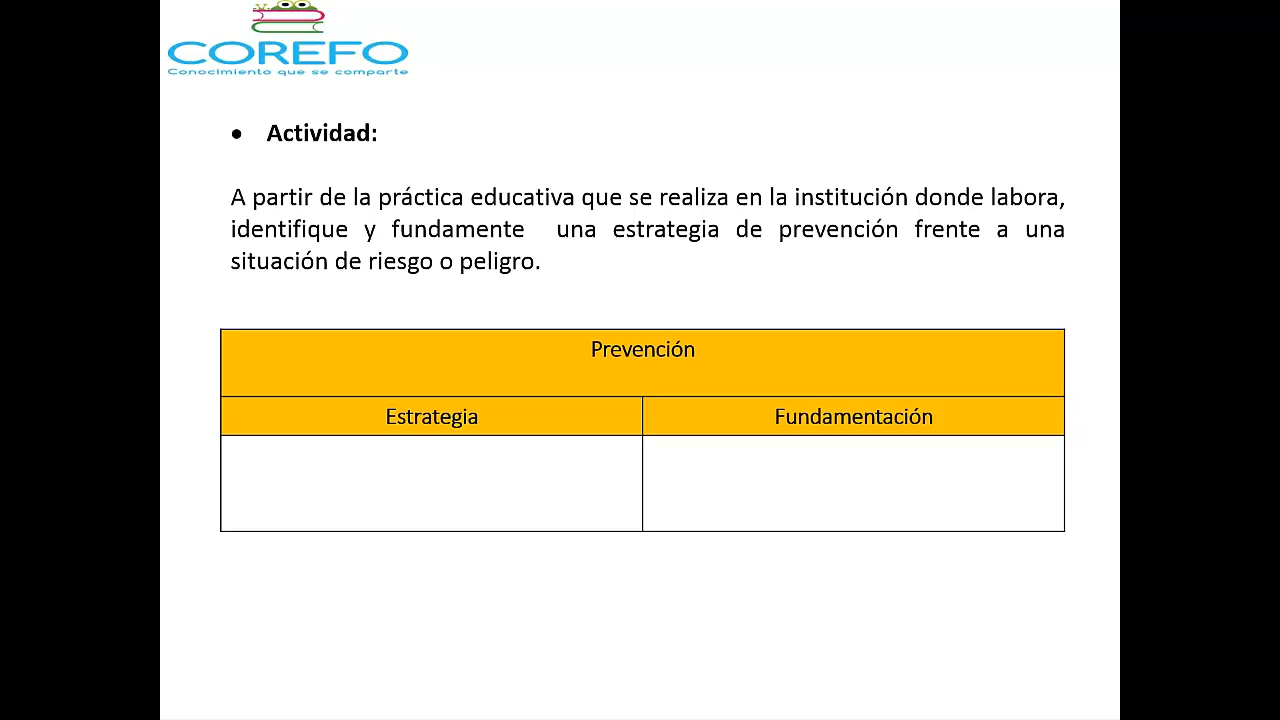 COREFO
Conocimiento que se comparte
• Actividad:
A partir de la práctica educativa que se realiza en la institución donde labora,
identifique y fundamente una estrategia de prevención frente a una
situación de riesgo o peligro.
Prevención
Estrategia Fundamentación